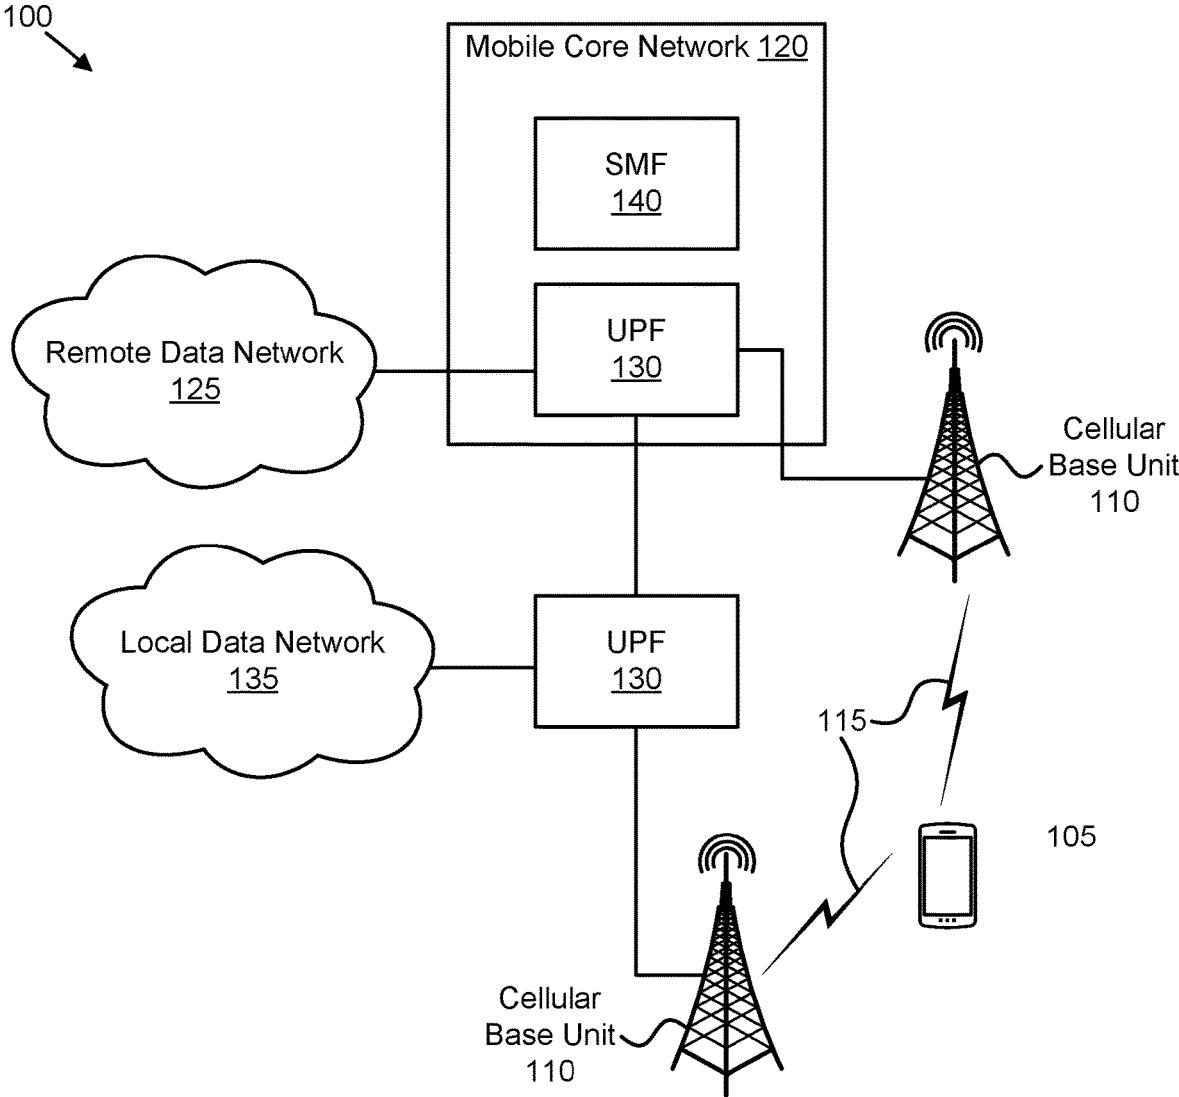 100
Mobile Core Network 120
SMF
140
UPF
130
Remote Data Network
125
Cellular
Base Unit
110
Local Data Network
135
UPF
130
115
105
Cellular
Base Unit
110